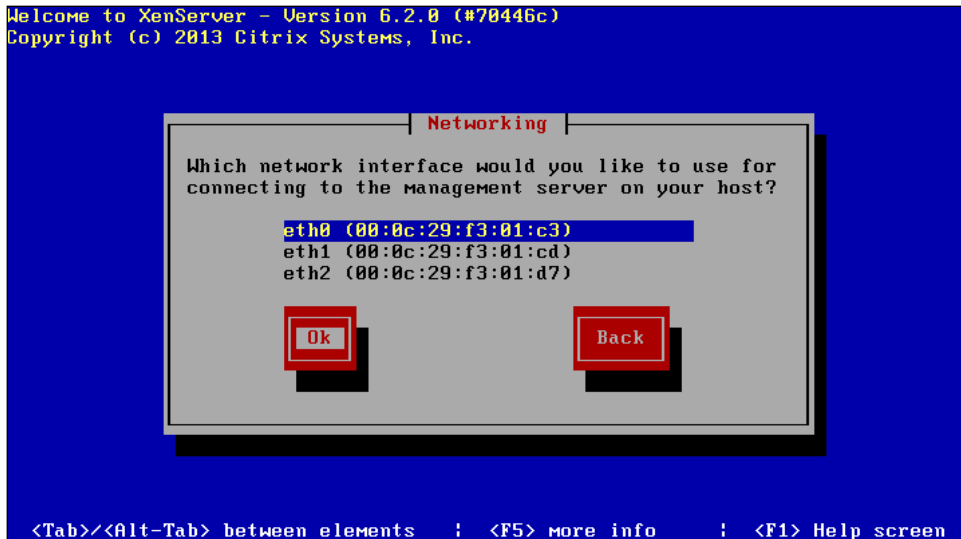 Welcome to XenServer - Version 6.2.0 (#70446c)
Copyright (c) 2013 Citrix Systems, Inc.
Networking
Which network interface would you like to use for
connecting to the management server on your host?
eth0 (00:0c:29:f3:01:c3)
eth1 (00:0c:29:f3:01:cd)
eth2 (00:0c:29:f3:01:d7)
Ok Back
<Tab>/<Alt-Tab> between elements | <F5> more info | <F1> Help screen